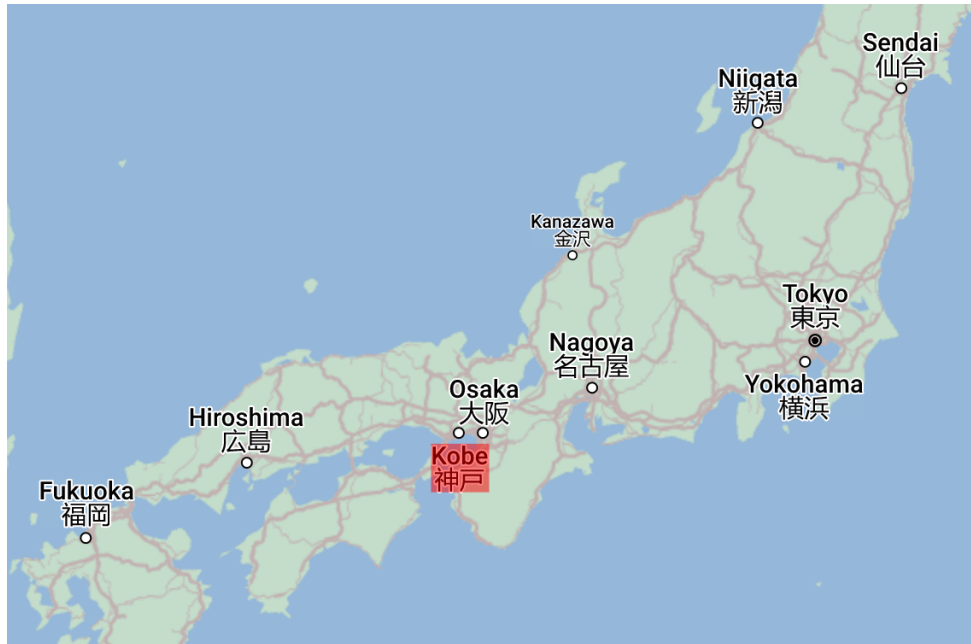 Sendai
仙台
Niigata
新潟
Kanazawa
金沢
Tokyo
東京
Nagoya
名古屋
Yokohama
横浜
Osaka
大阪
Hiroshima
広島
Kobe
神戸
Fukuoka
福岡